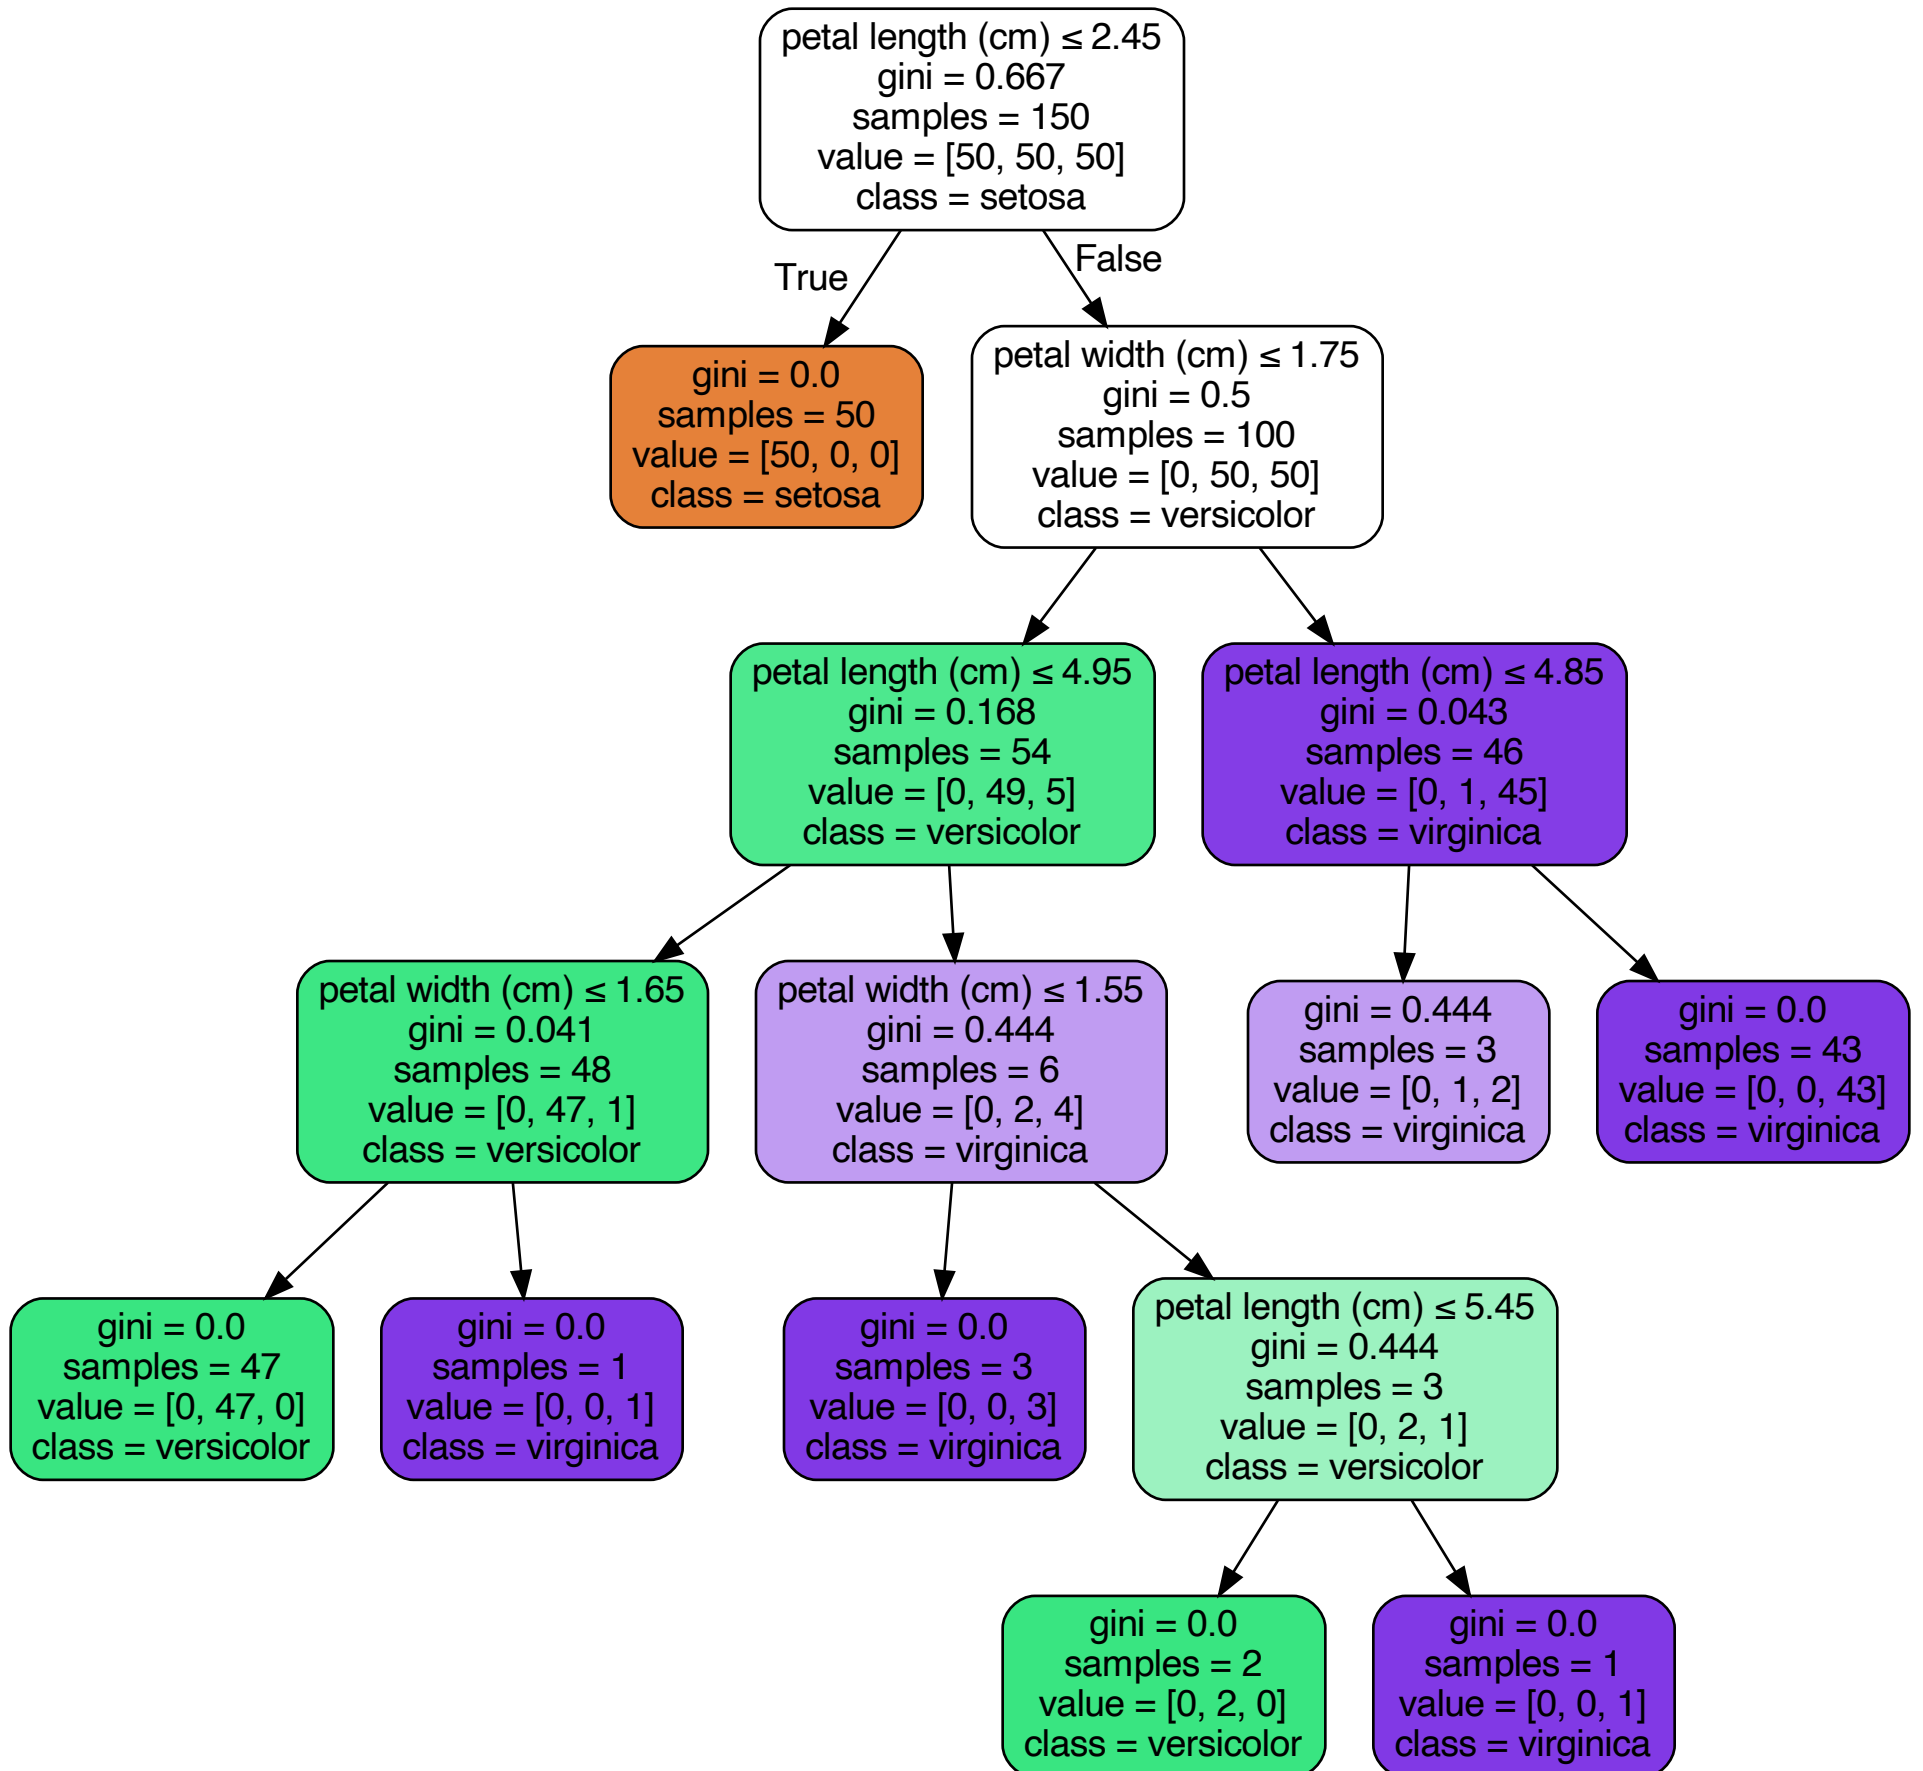 petal length (cm) ≤ 2.45
gini = 0.667
samples = 150
value = [50, 50, 50]
class = setosa
True
False
gini = 0.0
samples = 50
value = [50, 0, 0]
class = setosa
petal width (cm) ≤ 1.75
gini = 0.5
samples = 100
value = [0, 50, 50]
class = versicolor
petal length (cm) ≤ 4.95
gini = 0.168
samples = 54
value = [0, 49, 5]
class = versicolor
petal length (cm) ≤ 4.85
gini = 0.043
samples = 46
value = [0, 1, 45]
class = virginica
petal width (cm) ≤ 1.65
gini = 0.041
samples = 48
value = [0, 47, 1]
class = versicolor
petal width (cm) ≤ 1.55
gini = 0.444
samples = 6
value = [0, 2, 4]
class = virginica
gini = 0.444
samples = 3
value = [0, 1, 2]
class = virginica
gini = 0.0
samples = 43
value = [0, 0, 43]
class = virginica
gini = 0.0
samples = 47
value = [0, 47, 0]
class = versicolor
gini = 0.0
samples = 1
value = [0, 0, 1]
class = virginica
gini = 0.0
samples = 3
value = [0, 0, 3]
class = virginica
petal length (cm) ≤ 5.45
gini = 0.444
samples = 3
value = [0, 2, 1]
class = versicolor
gini = 0.0
samples = 2
value = [0, 2, 0]
class = versicolor
gini = 0.0
samples = 1
value = [0, 0, 1]
class = virginica